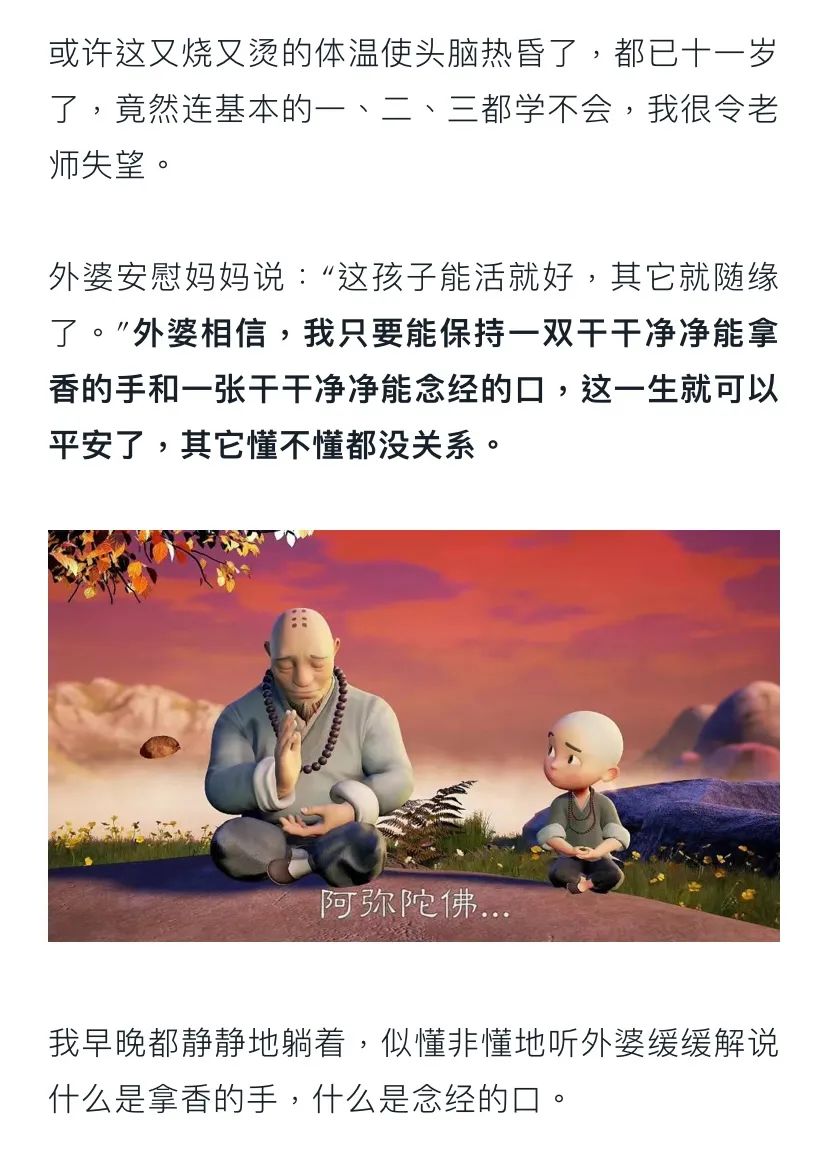 或许这又烧又烫的体温使头脑热昏了，都已十一岁
了，竟然连基本的一、二、三都学不会，我很令老
师失望。
外婆安慰妈妈说：“这孩子能活就好，其它就随缘
了。”外婆相信，我只要能保持一双干干净净能拿
香的手和一张干干净净能念经的口，这一生就可以
平安了，其它懂不懂都没关系。
阿弥陀佛...
我早晚都静静地躺着，似懂非懂地听外婆缓缓解说
什么是拿香的手，什么是念经的口。